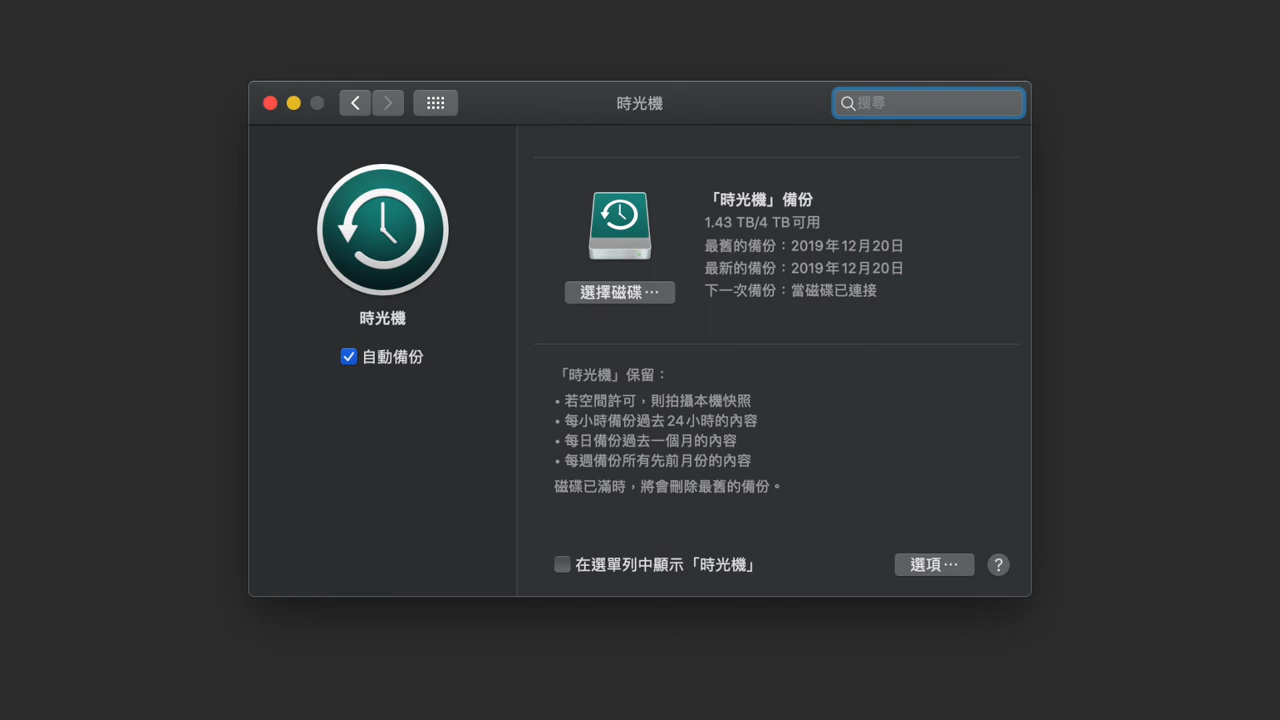 時光機
搜尋
時光機
自動備份
「時光機」備份
1.43 TB/4 TB可用
最舊的備份：2019年12月20日
最新的備份：2019年12月20日
下一次備份：當磁碟已連接
選擇磁碟⋯
「時光機」保留：
• 若空間許可，則拍攝本機快照
• 每小時備份過去24小時的內容
• 每日備份過去一個月的內容
• 每週備份所有先前月份的內容
磁碟已滿時，將會刪除最舊的備份。
在選單列中顯示「時光機」
選項⋯
?